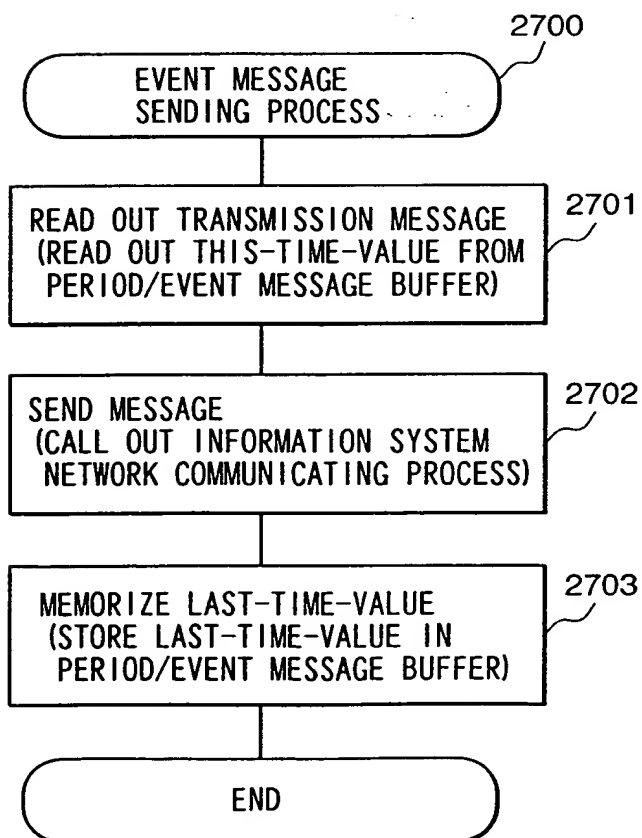 2700
EVENT MESSAGE
SENDING PROCESS
2701
READ OUT TRANSMISSION MESSAGE
(READ OUT THIS-TIME-VALUE FROM
PERIOD/EVENT MESSAGE BUFFER)
2702
SEND MESSAGE
(CALL OUT INFORMATION SYSTEM
NETWORK COMMUNICATING PROCESS)
2703
MEMORIZE LAST-TIME-VALUE
(STORE LAST-TIME-VALUE IN
PERIOD/EVENT MESSAGE BUFFER)
END